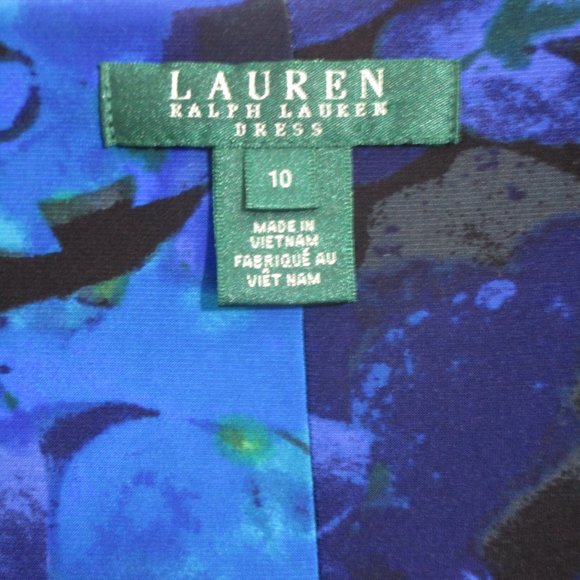 LAUREN
RALPH LAUREN
DRESS
10
MADE IN
VIETNAM
FABRIQUÉ AU
VIÊT NAM